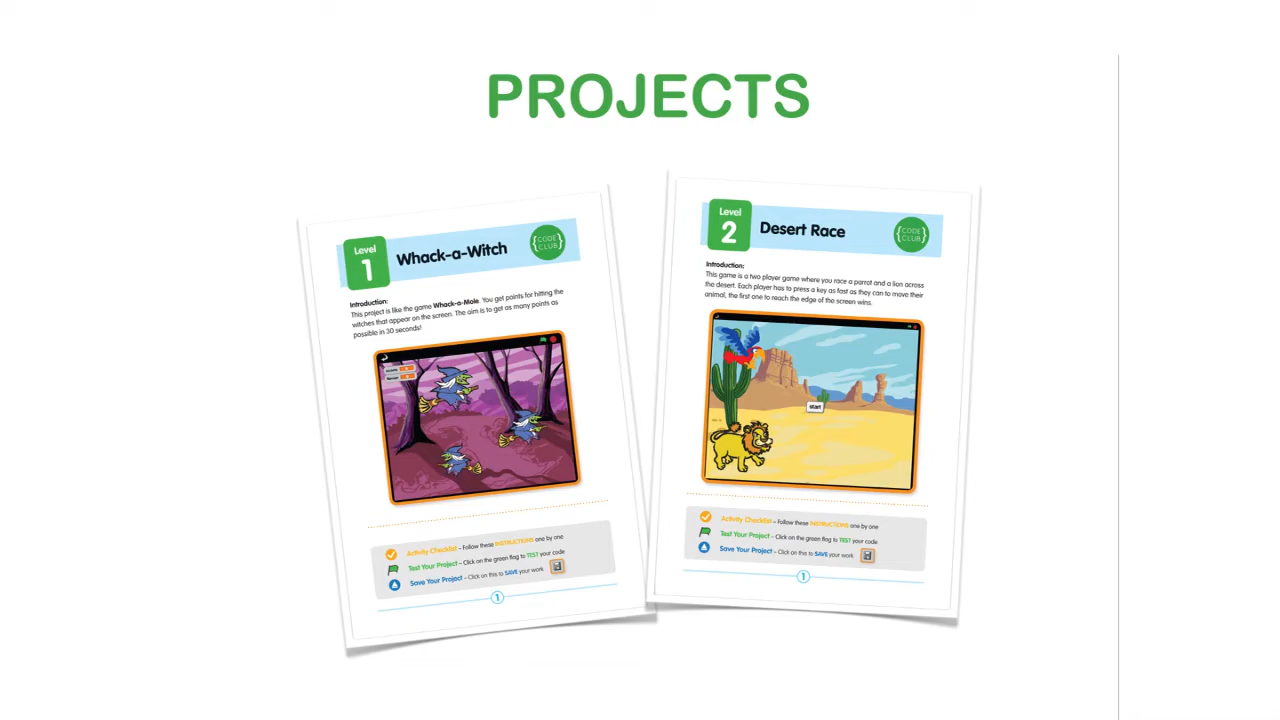 PROJECTS
Level
1
Whack-a-Witch
{CODE
CLUB}
Introduction:
This project is like the game Whack-a-Mole. You get points for hitting the
witches that appear on the screen. The aim is to get as many points as
possible in 30 seconds!
Activity Checklist – Follow these INSTRUCTIONS one by one
Test Your Project – Click on the green flag to TEST your code
Save Your Project – Click on this to SAVE your work
1
Level
2
Desert Race
{CODE
CLUB}
Introduction:
This game is a two player game where you race a parrot and a lion across
the desert. Each player has to press a key as fast as they can to move their
animal, the first one to reach the edge of the screen wins.
start
Activity Checklist – Follow these INSTRUCTIONS one by one
Test Your Project – Click on the green flag to TEST your code
Save Your Project – Click on this to SAVE your work
1